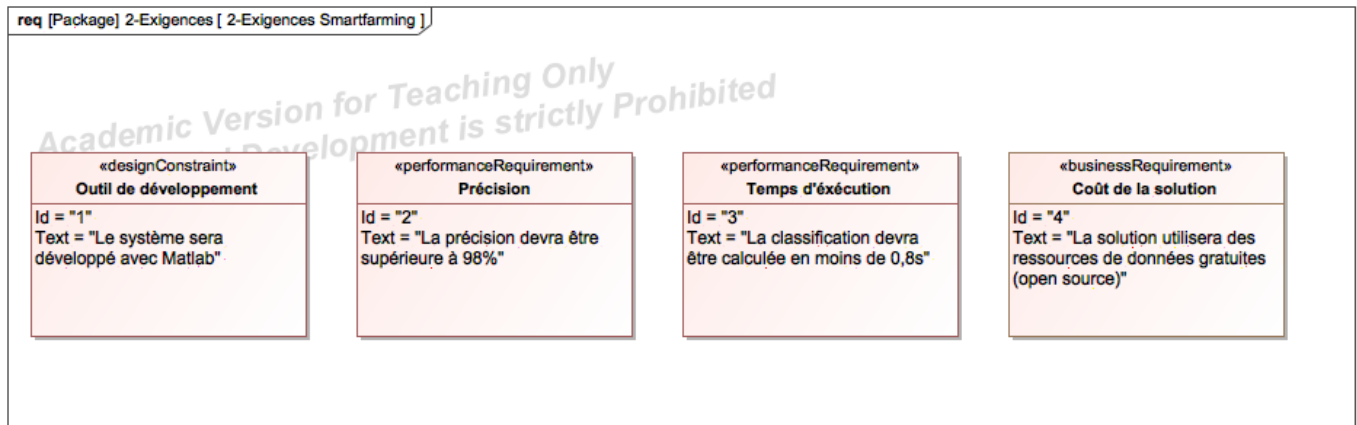 req [Package] 2-Exigences [ 2-Exigences Smartfarming ]
Academic Version for Teaching Only
Development is strictly Prohibited
«designConstraint»
Outil de développement
Id = "1"
Text = "Le système sera
développé avec Matlab"
«performanceRequirement»
Précision
Id = "2"
Text = "La précision devra être
supérieure à 98%"
«performanceRequirement»
Temps d'éxécution
Id = "3"
Text = "La classification devra
être calculée en moins de 0,8s"
«businessRequirement»
Coût de la solution
Id = "4"
Text = "La solution utilisera des
ressources de données gratuites
(open source)"